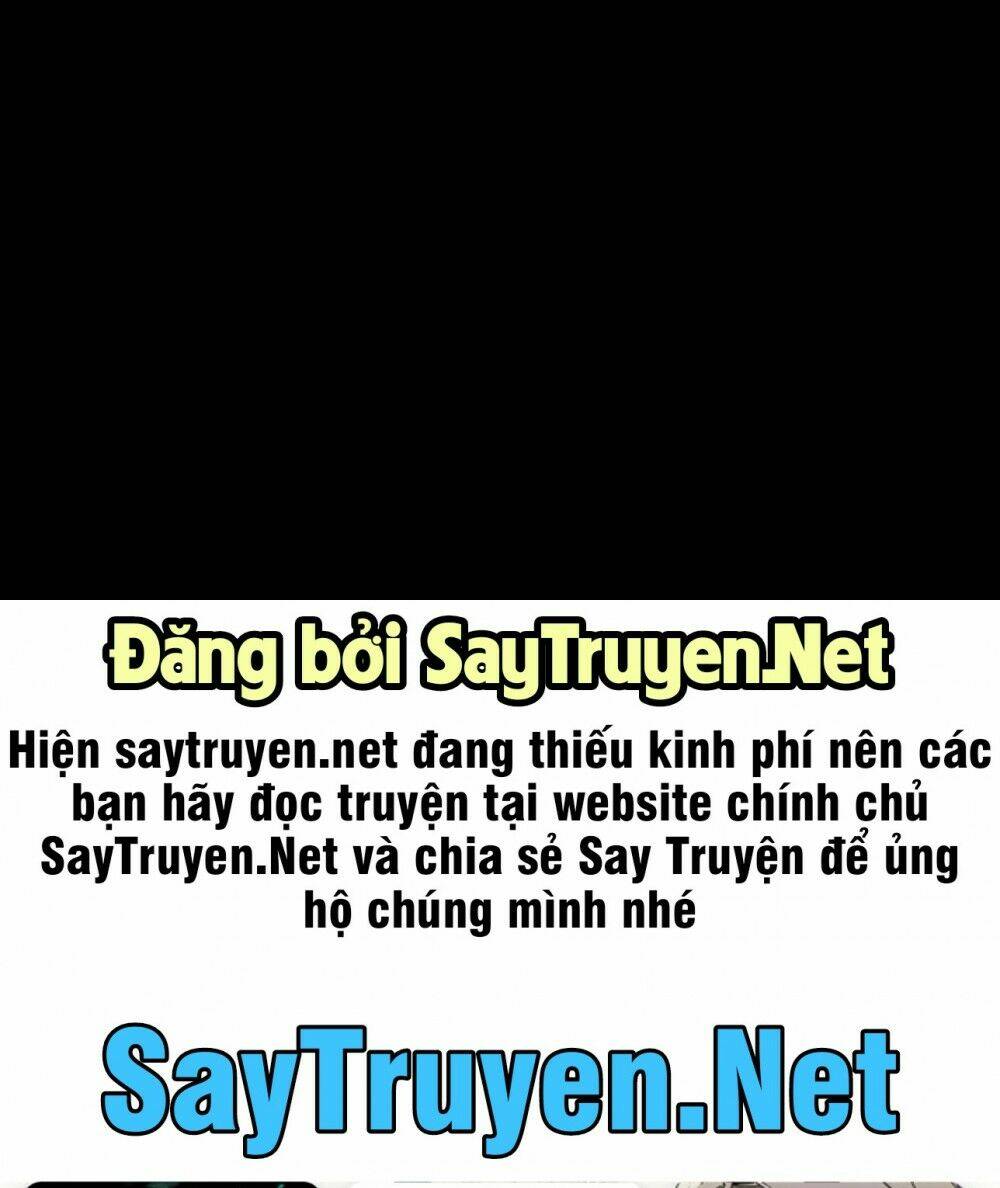 Đăng bởi SayTruyen.Net
Hiện saytruyen.net đang thiếu kinh phí nên các
bạn hãy đọc truyện tại website chính chủ
SayTruyen.Net và chia sẻ Say Truyện để ủng
hộ chúng mình nhé
SayTruyen.Net